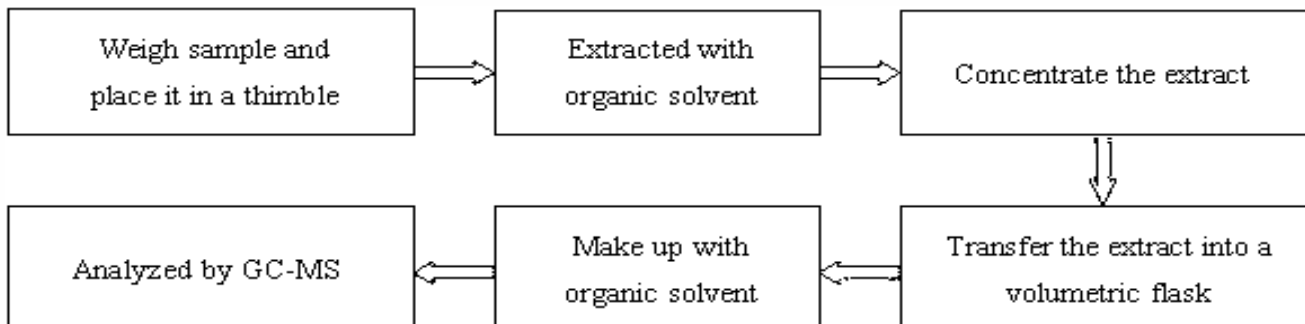 Weigh sample and
place it in a thimble
Extracted with
organic solvent
Concentrate the extract
Transfer the extract into a
volumetric flask
Make up with
organic solvent
Analyzed by GC-MS